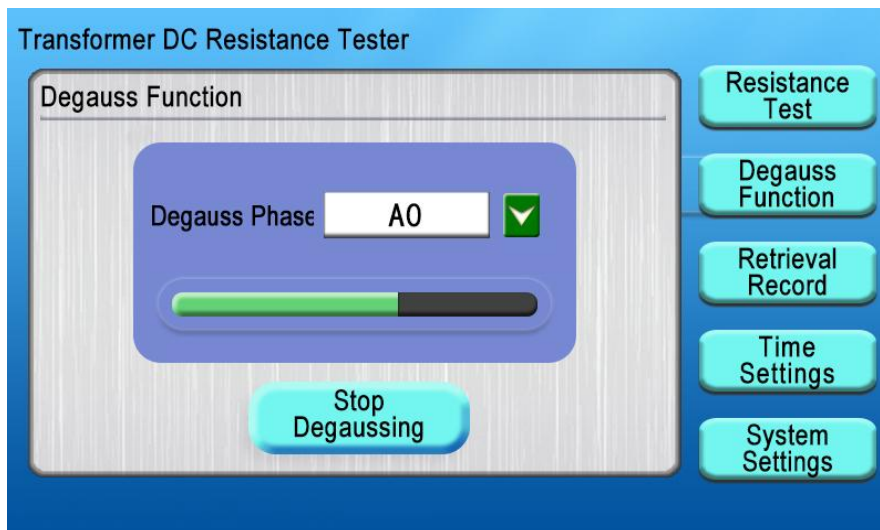 Transformer DC Resistance Tester
Degauss Function
Degauss Phase
A0
Stop
Degaussing
Resistance
Test
Degauss
Function
Retrieval
Record
Time
Settings
System
Settings